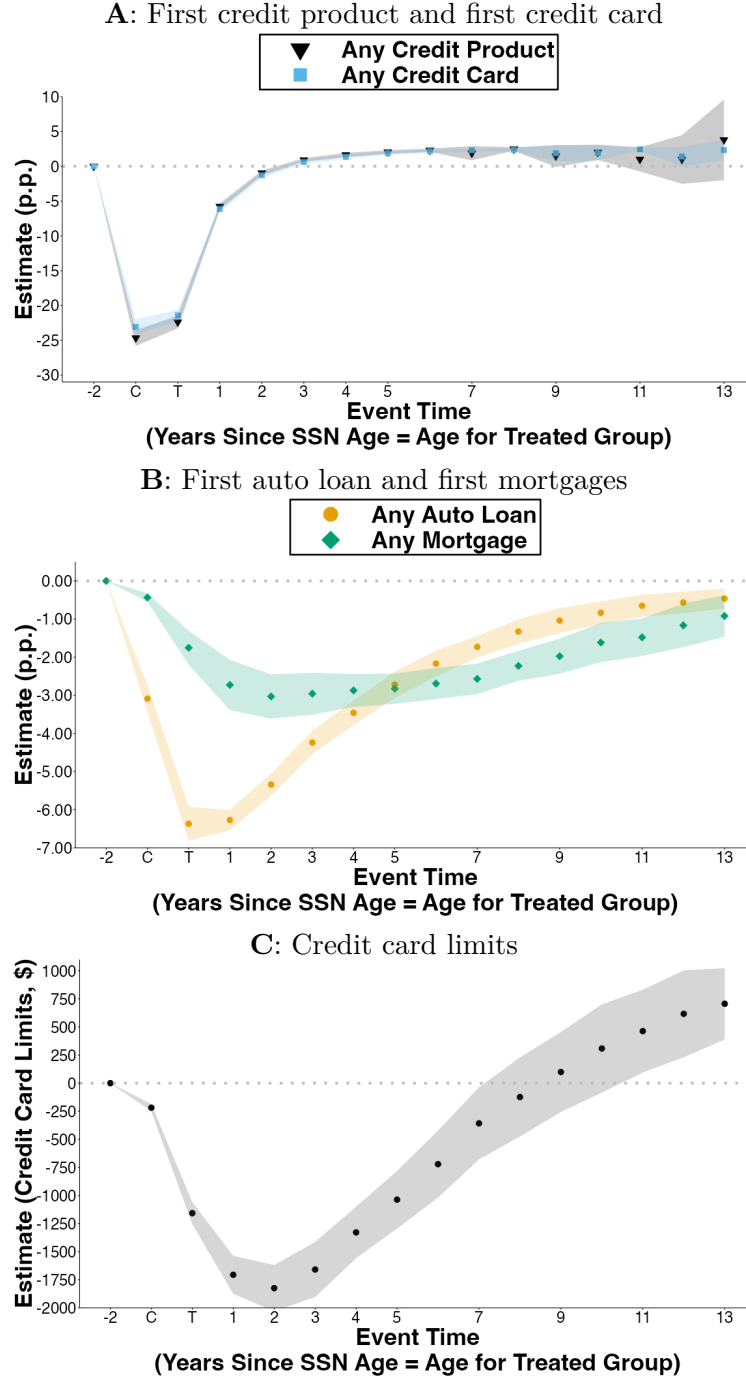 A: First credit product and first credit card
Any Credit Product
Any Credit Card
Estimate (p.p.)
10
5
0
-5
-10
-15
-20
-25
-30
-2 C T 1 2 3 4 5 7 9 11 13
Event Time
(Years Since SSN Age = Age for Treated Group)
B: First auto loan and first mortgages
Any Auto Loan
Any Mortgage
Estimate (p.p.)
0.00
-1.00
-2.00
-3.00
-4.00
-5.00
-6.00
-7.00
-2 C T 1 2 3 4 5 7 9 11 13
Event Time
(Years Since SSN Age = Age for Treated Group)
C: Credit card limits
Estimate (Credit Card Limits, $)
1000
750
500
250
0
-250
-500
-750
-1000
-1250
-1500
-1750
-2000
-2 C T 1 2 3 4 5 7 9 11 13
Event Time
(Years Since SSN Age = Age for Treated Group)